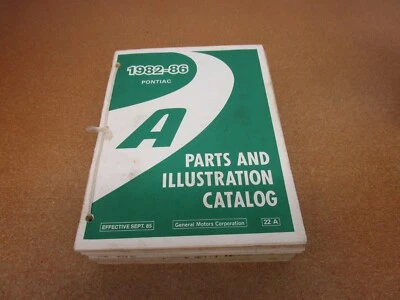 1982-86
PONTIAC
A
PARTS AND
ILLUSTRATION
CATALOG
EFFECTIVE SEPT. 85
General Motors Corporation
22 A